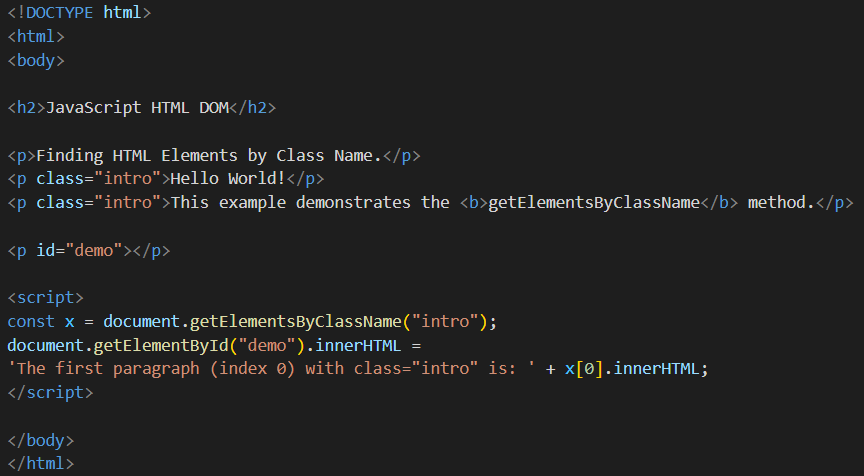 <!DOCTYPE html>
<html>
<body>
<h2>JavaScript HTML DOM</h2>
<p>Finding HTML Elements by Class Name.</p>
<p class="intro">Hello World!</p>
<p class="intro">This example demonstrates the <b>getElementsByClassName</b> method.</p>
<p id="demo"></p>
<script>
const x = document.getElementsByClassName("intro");
document.getElementById("demo").innerHTML =
'The first paragraph (index 0) with class="intro" is: ' + x[0].innerHTML;
</script>
</body>
</html>